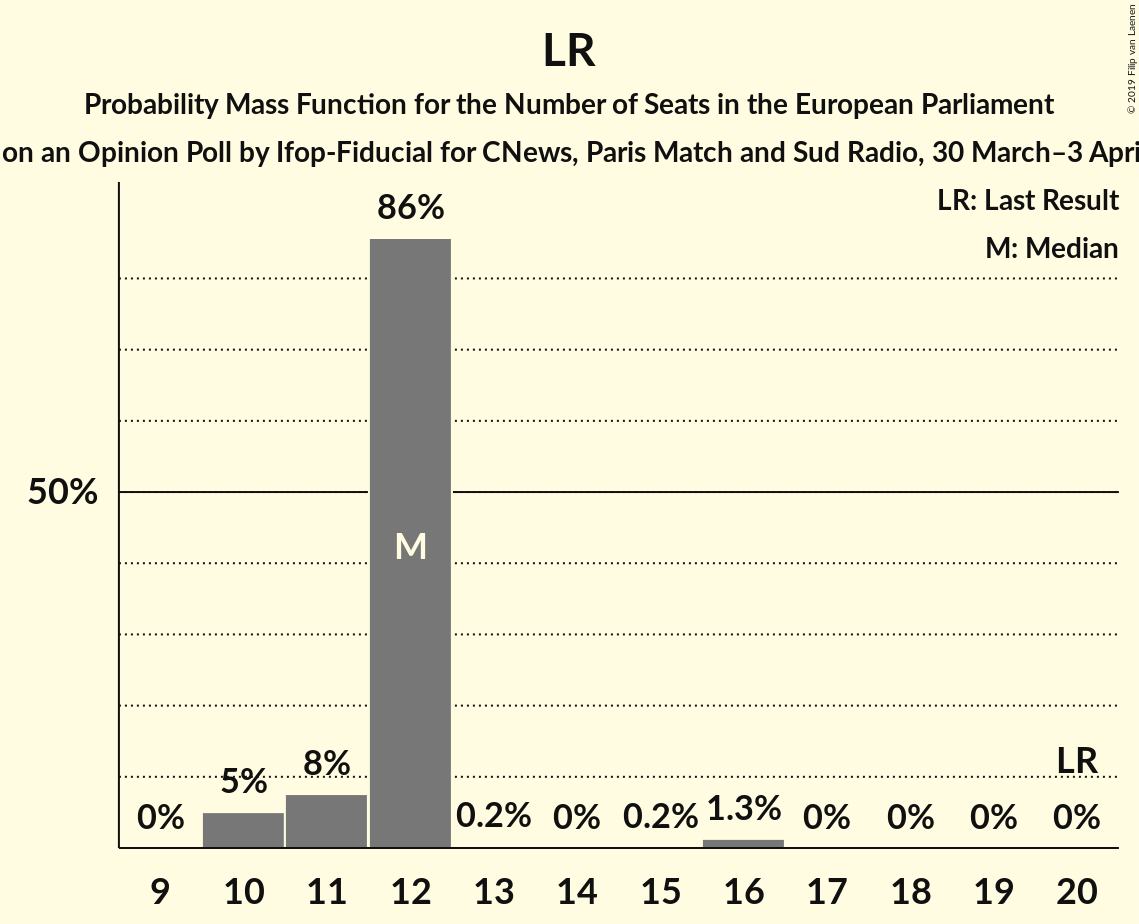 LR
Probability Mass Function for the Number of Seats in the European Parliament
on an Opinion Poll by Ifop-Fiducial for CNews, Paris Match and Sud Radio, 30 March–3 Apri
© 2019 Filip van Laenen
LR: Last Result
M: Median
86%
50%
M
5%
8%
LR
0%
0.2%
0%
0.2%
1.3%
0%
0%
0%
0%
9 10 11 12 13 14 15 16 17 18 19 20